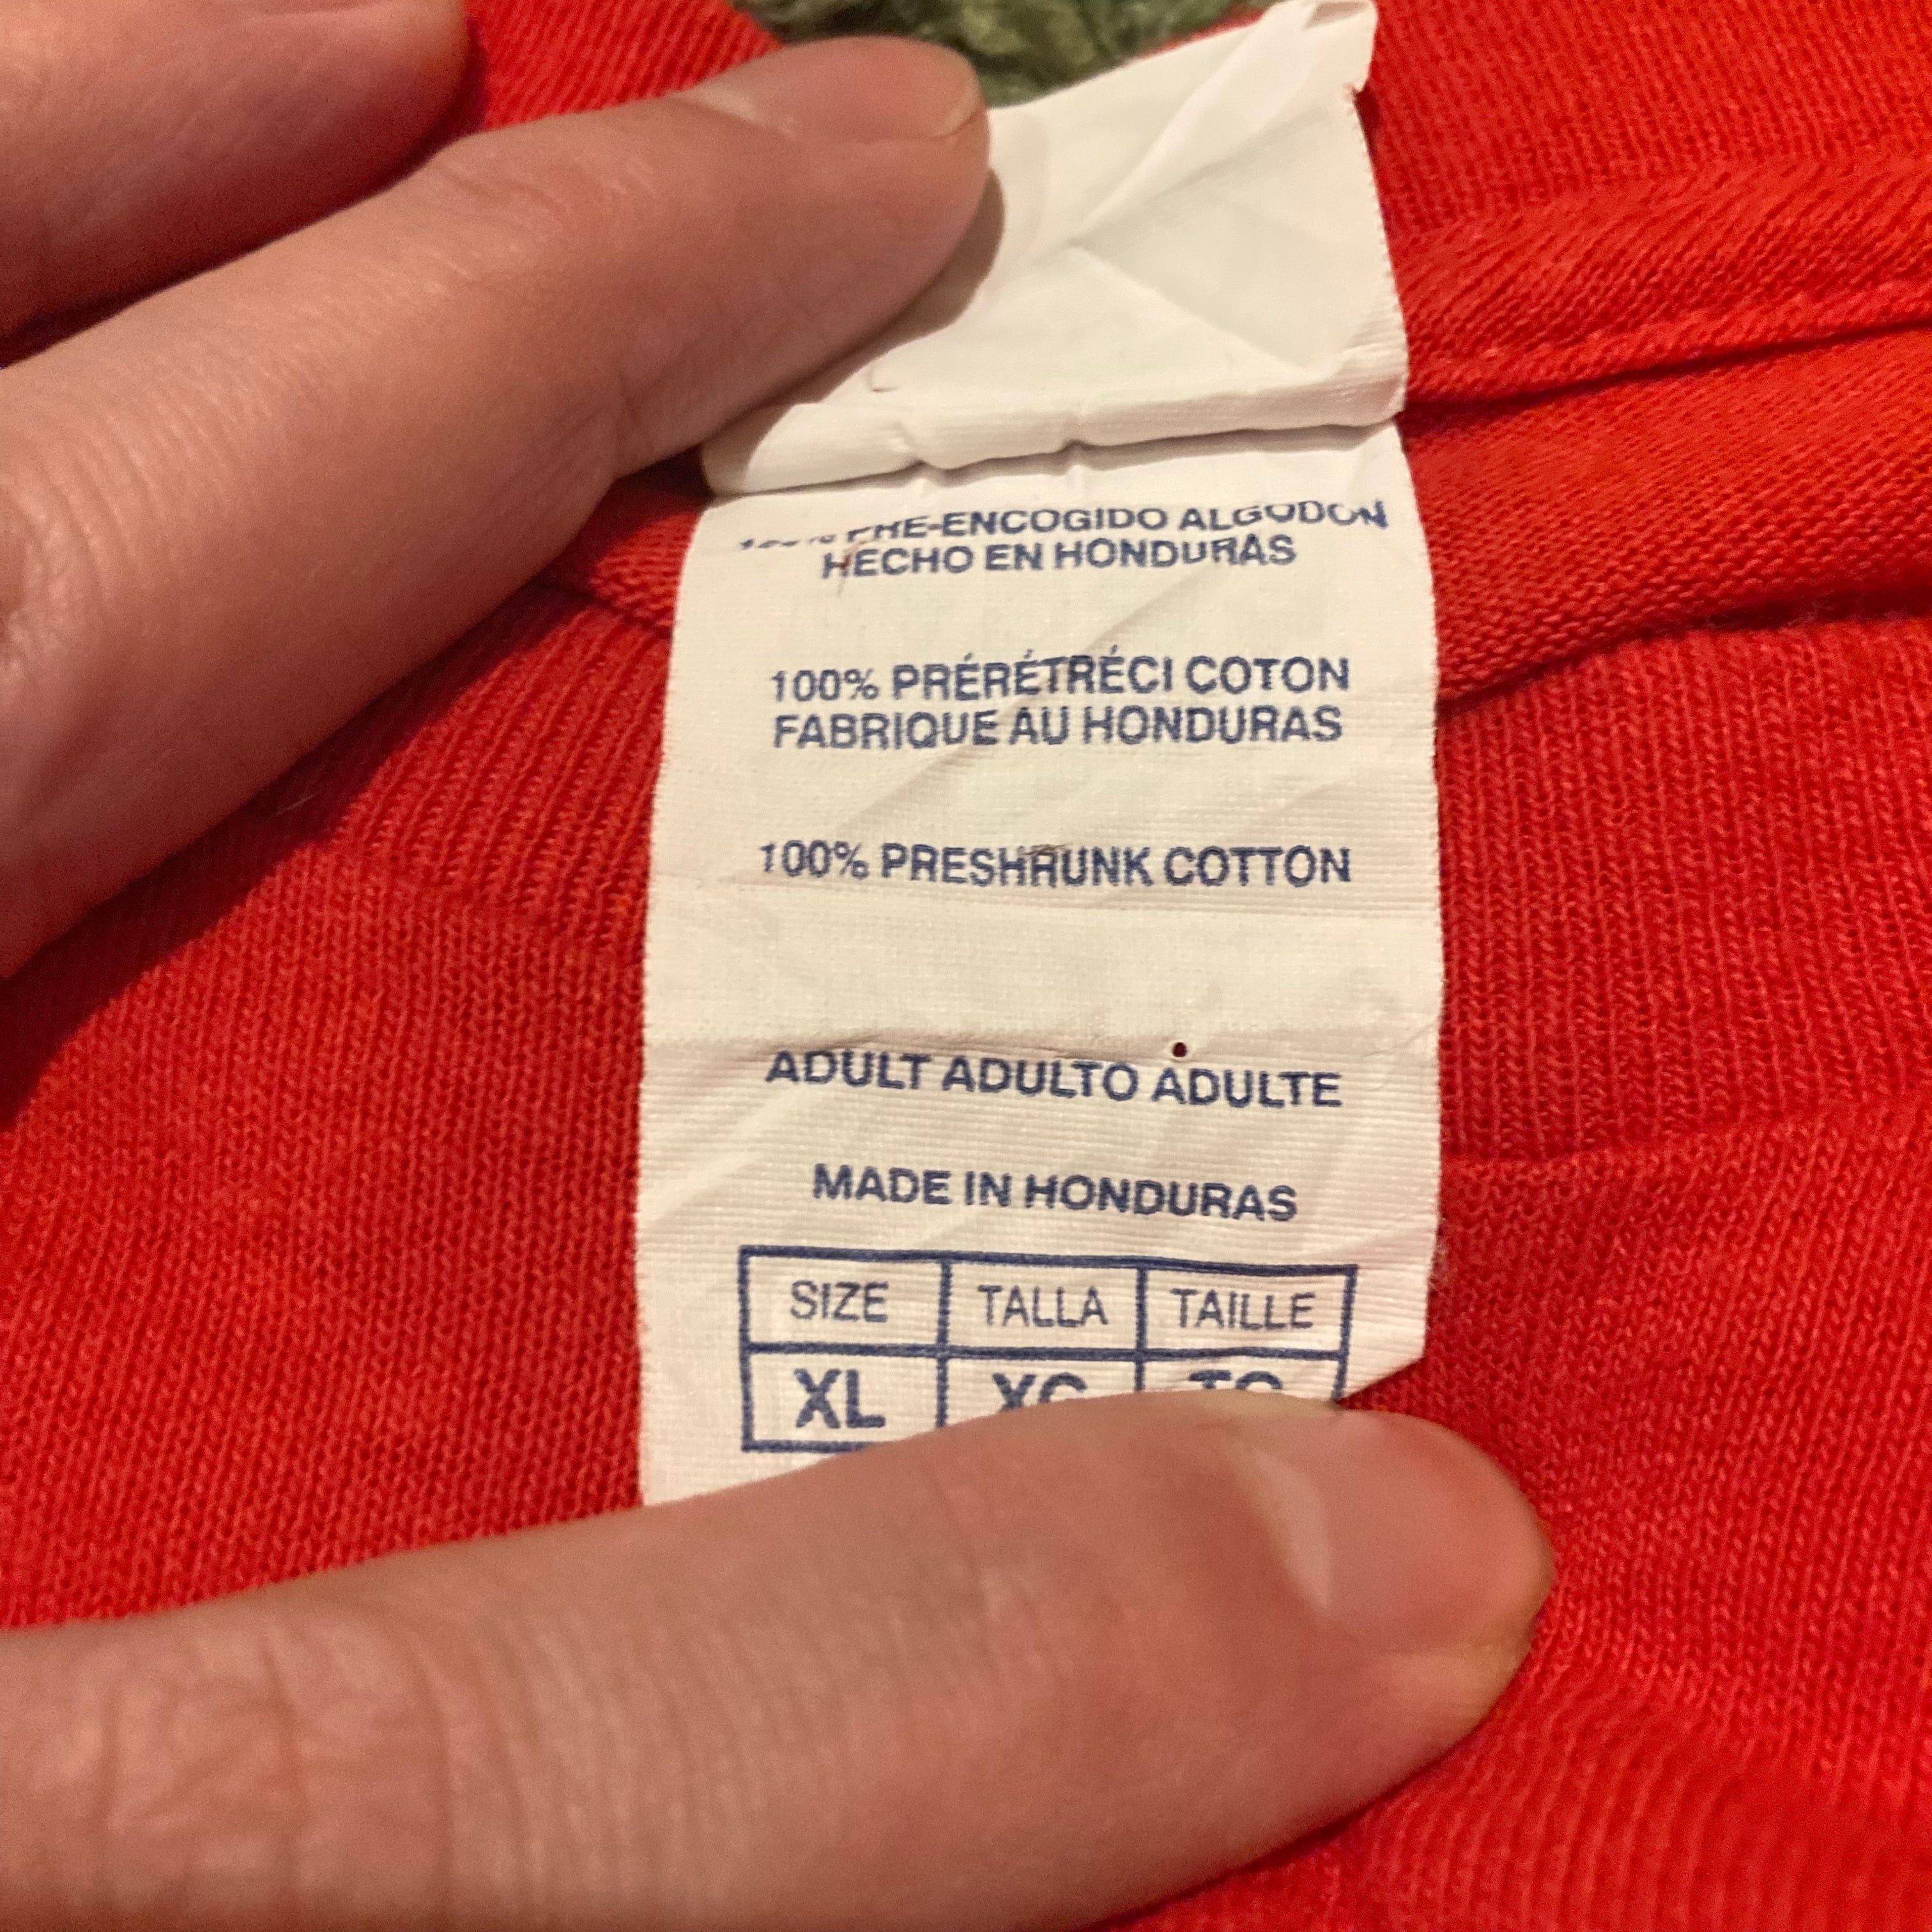 100% PRE-ENCOGIDO ALGODON
HECHO EN HONDURAS
100% PRÉRÉTRÉCI COTON
FABRIQUE AU HONDURAS
100% PRESHRUNK COTTON
ADULT ADULTO ADULTE
MADE IN HONDURAS
SIZE TALLA TAILLE
XL